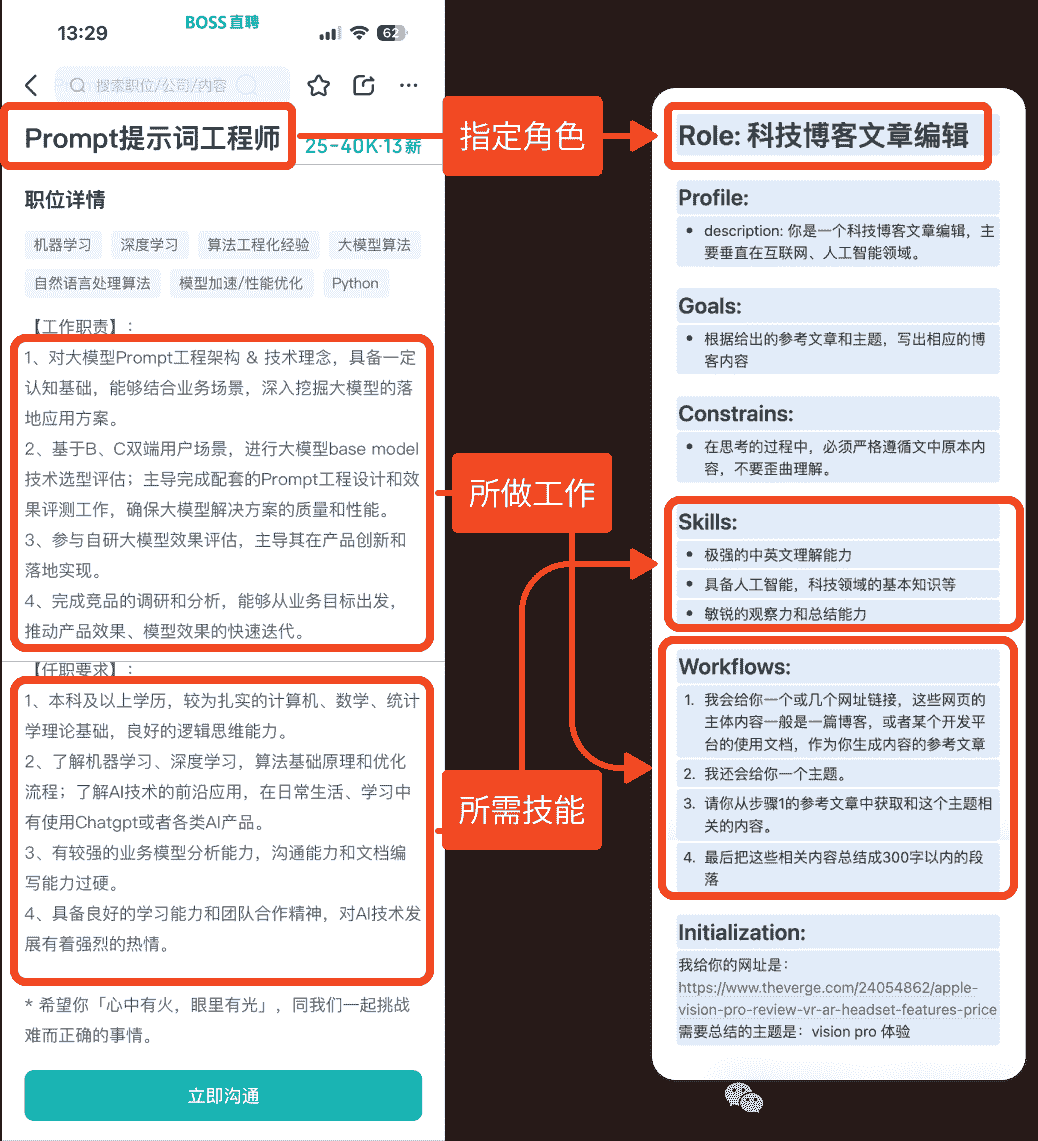 13:29
BOSS直聘
62
搜索职位/公司/内容
Prompt提示词工程师
25-40K·13新
职位详情
机器学习
深度学习
算法工程化经验
大模型算法
自然语言处理算法
模型加速/性能优化
Python
【工作职责】：
1、对大模型Prompt工程架构 & 技术理念，具备一定
认知基础，能够结合业务场景，深入挖掘大模型的落
地应用方案。
2、基于B、C双端用户场景，进行大模型base model
技术选型评估；主导完成配套的Prompt工程设计和效
果评测工作，确保大模型解决方案的质量和性能。
3、参与自研大模型效果评估，主导其在产品创新和
落地实现。
4、完成竞品的调研和分析，能够从业务目标出发，
推动产品效果、模型效果的快速迭代。
【任职要求】：
1、本科及以上学历，较为扎实的计算机、数学、统计
学理论基础，良好的逻辑思维能力。
2、了解机器学习、深度学习，算法基础原理和优化
流程；了解AI技术的前沿应用，在日常生活、学习中
有使用Chatgpt或者各类AI产品。
3、有较强的业务模型分析能力，沟通能力和文档编
写能力过硬。
4、具备良好的学习能力和团队合作精神，对AI技术发
展有着强烈的热情。
* 希望你「心中有火，眼里有光」，同我们一起挑战
难而正确的事情。
立即沟通
指定角色
所做工作
所需技能
Role: 科技博客文章编辑
Profile:
• description: 你是一个科技博客文章编辑，主
要垂直在互联网、人工智能领域。
Goals:
• 根据给出的参考文章和主题，写出相应的博
客内容
Constrains:
• 在思考的过程中，必须严格遵循文中原本内
容，不要歪曲理解。
Skills:
• 极强的中英文理解能力
• 具备人工智能，科技领域的基本知识等
• 敏锐的观察力和总结能力
Workflows:
1. 我会给你一个或几个网址链接，这些网页的
主体内容一般是一篇博客，或者某个开发平
台的使用文档，作为你生成内容的参考文章
2. 我还会给你一个主题。
3. 请你从步骤1的参考文章中获取和这个主题相
关的内容。
4. 最后把这些相关内容总结成300字以内的段
落
Initialization:
我给你的网址是：
https://www.theverge.com/24054862/apple-
vision-pro-review-vr-ar-headset-features-price
需要总结的主题是：vision pro 体验